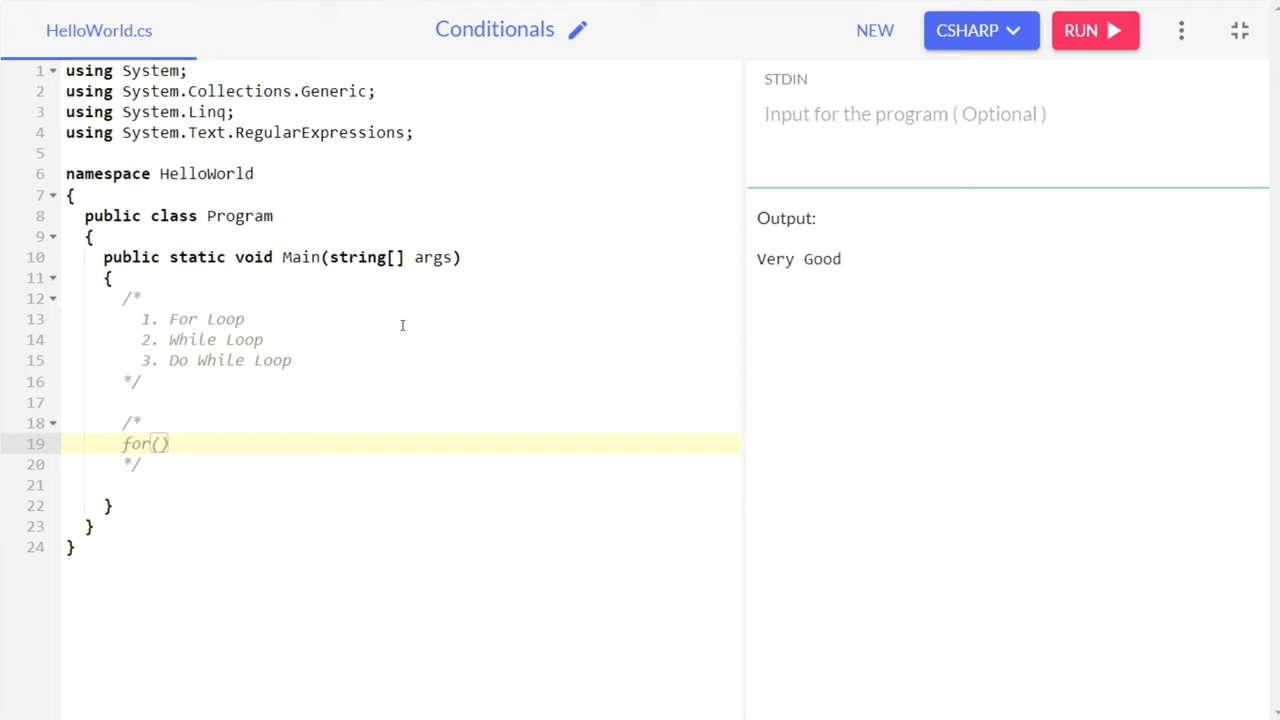 HelloWorld.cs
Conditionals
NEW
CSHARP
RUN
1 using System;
2 using System.Collections.Generic;
3 using System.Linq;
4 using System.Text.RegularExpressions;
5
6 namespace HelloWorld
7 {
8 public class Program
9 {
10 public static void Main(string[] args)
11 {
12 /*
13 1. For Loop
14 2. While Loop
15 3. Do While Loop
16 */
17
18 /*
19 for()
20 */
21
22 }
23 }
24 }
STDIN
Input for the program ( Optional )
Output:
Very Good